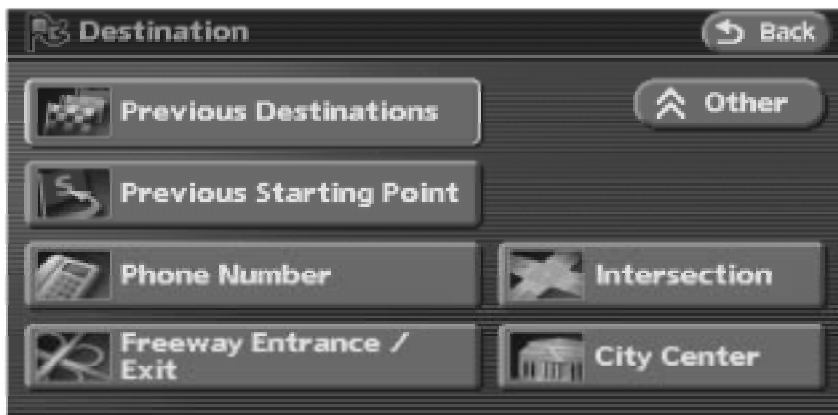 Destination
Back
Previous Destinations
Other
Previous Starting Point
Phone Number
Intersection
Freeway Entrance /
Exit
City Center